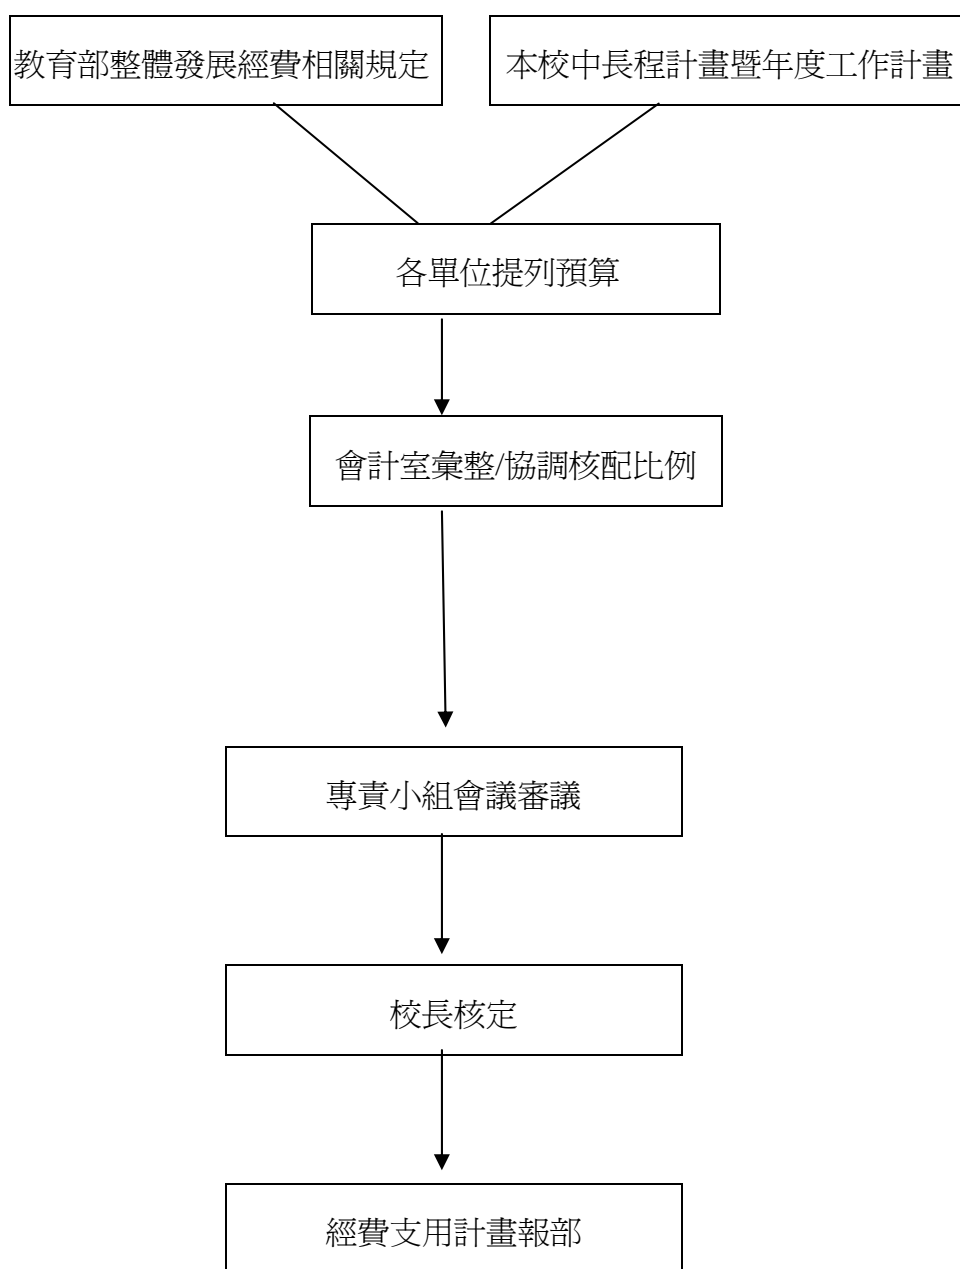 教育部整體發展經費相關規定
本校中長程計畫暨年度工作計畫
各單位提列預算
會計室彙整/協調核配比例
專責小組會議審議
校長核定
經費支用計畫報部